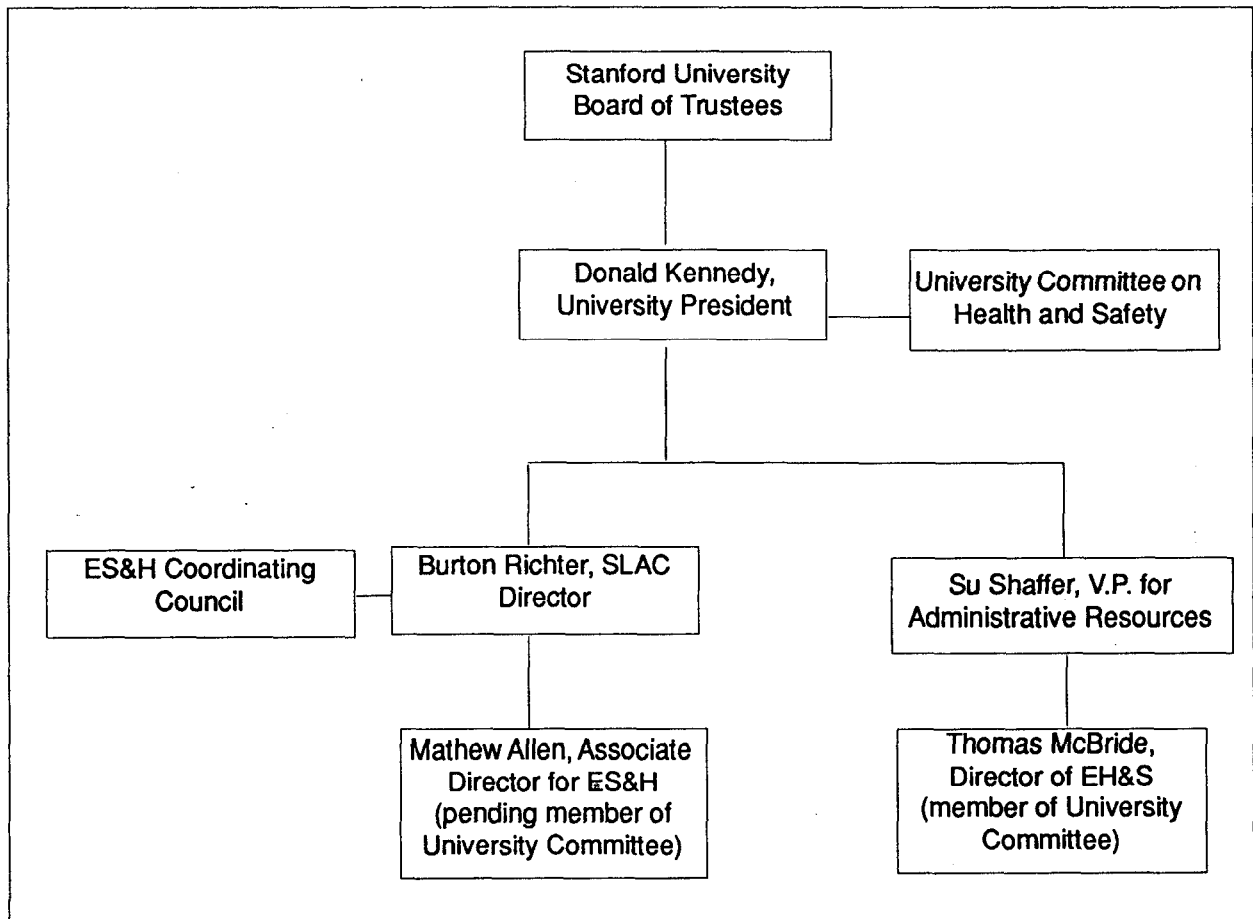 Stanford University
Board of Trustees
Donald Kennedy,
University President
University Committee on
Health and Safety
ES&H Coordinating
Council
Burton Richter, SLAC
Director
Su Shaffer, V.P. for
Administrative Resources
Mathew Allen, Associate
Director for ES&H
(pending member of
University Committee)
Thomas McBride,
Director of EH&S
(member of University
Committee)